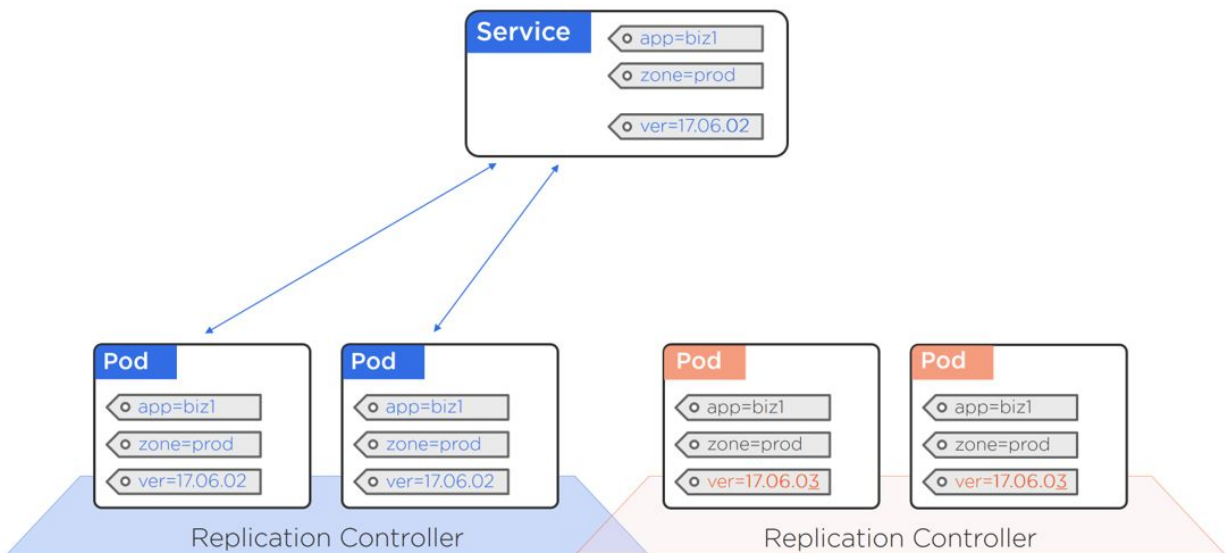 Service
app=biz1
zone=prod
ver=17.06.02
Pod
app=biz1
zone=prod
ver=17.06.02
Pod
app=biz1
zone=prod
ver=17.06.02
Pod
app=biz1
zone=prod
ver=17.06.03
Pod
app=biz1
zone=prod
ver=17.06.03
Replication Controller
Replication Controller